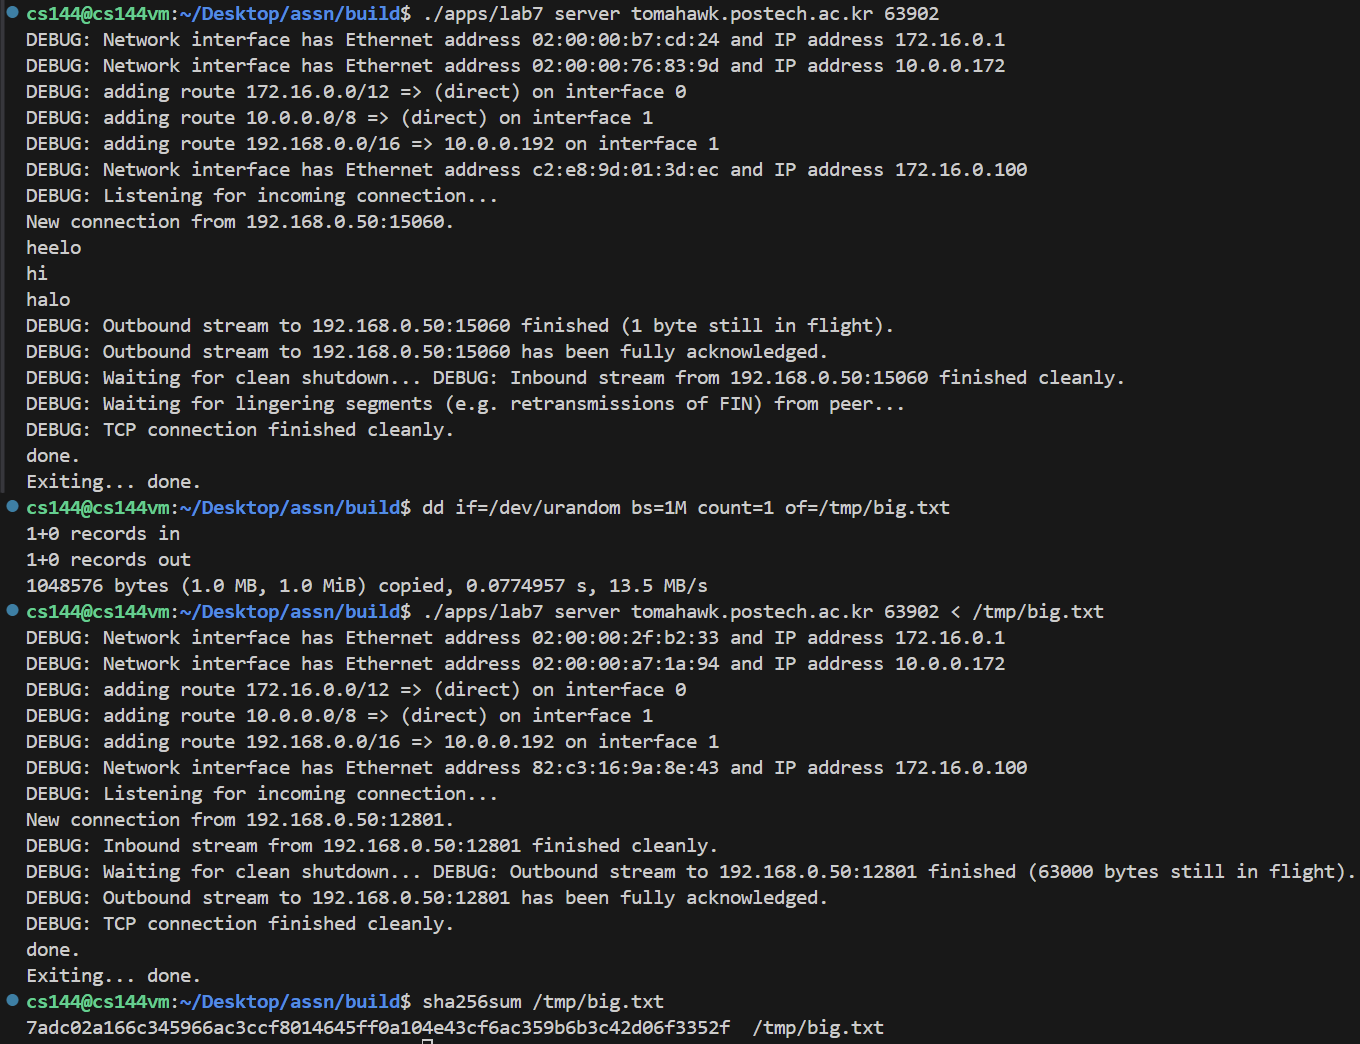 cs144@cs144vm:~/Desktop/assn/build$ ./apps/lab7 server tomahawk.postech.ac.kr 63902
DEBUG: Network interface has Ethernet address 02:00:00:b7:cd:24 and IP address 172.16.0.1
DEBUG: Network interface has Ethernet address 02:00:00:76:83:9d and IP address 10.0.0.172
DEBUG: adding route 172.16.0.0/12 => (direct) on interface 0
DEBUG: adding route 10.0.0.0/8 => (direct) on interface 1
DEBUG: adding route 192.168.0.0/16 => 10.0.0.192 on interface 1
DEBUG: Network interface has Ethernet address c2:e8:9d:01:3d:ec and IP address 172.16.0.100
DEBUG: Listening for incoming connection...
New connection from 192.168.0.50:15060.
heelo
hi
halo
DEBUG: Outbound stream to 192.168.0.50:15060 finished (1 byte still in flight).
DEBUG: Outbound stream to 192.168.0.50:15060 has been fully acknowledged.
DEBUG: Waiting for clean shutdown... DEBUG: Inbound stream from 192.168.0.50:15060 finished cleanly.
DEBUG: Waiting for lingering segments (e.g. retransmissions of FIN) from peer...
DEBUG: TCP connection finished cleanly.
done.
Exiting... done.
cs144@cs144vm:~/Desktop/assn/build$ dd if=/dev/urandom bs=1M count=1 of=/tmp/big.txt
1+0 records in
1+0 records out
1048576 bytes (1.0 MB, 1.0 MiB) copied, 0.0774957 s, 13.5 MB/s
cs144@cs144vm:~/Desktop/assn/build$ ./apps/lab7 server tomahawk.postech.ac.kr 63902 < /tmp/big.txt
DEBUG: Network interface has Ethernet address 02:00:00:2f:b2:33 and IP address 172.16.0.1
DEBUG: Network interface has Ethernet address 02:00:00:a7:1a:94 and IP address 10.0.0.172
DEBUG: adding route 172.16.0.0/12 => (direct) on interface 0
DEBUG: adding route 10.0.0.0/8 => (direct) on interface 1
DEBUG: adding route 192.168.0.0/16 => 10.0.0.192 on interface 1
DEBUG: Network interface has Ethernet address 82:c3:16:9a:8e:43 and IP address 172.16.0.100
DEBUG: Listening for incoming connection...
New connection from 192.168.0.50:12801.
DEBUG: Inbound stream from 192.168.0.50:12801 finished cleanly.
DEBUG: Waiting for clean shutdown... DEBUG: Outbound stream to 192.168.0.50:12801 finished (63000 bytes still in flight).
DEBUG: Outbound stream to 192.168.0.50:12801 has been fully acknowledged.
DEBUG: TCP connection finished cleanly.
done.
Exiting... done.
cs144@cs144vm:~/Desktop/assn/build$ sha256sum /tmp/big.txt
7adc02a166c345966ac3ccf8014645ff0a104e43cf6ac359b6b3c42d06f3352f  /tmp/big.txt